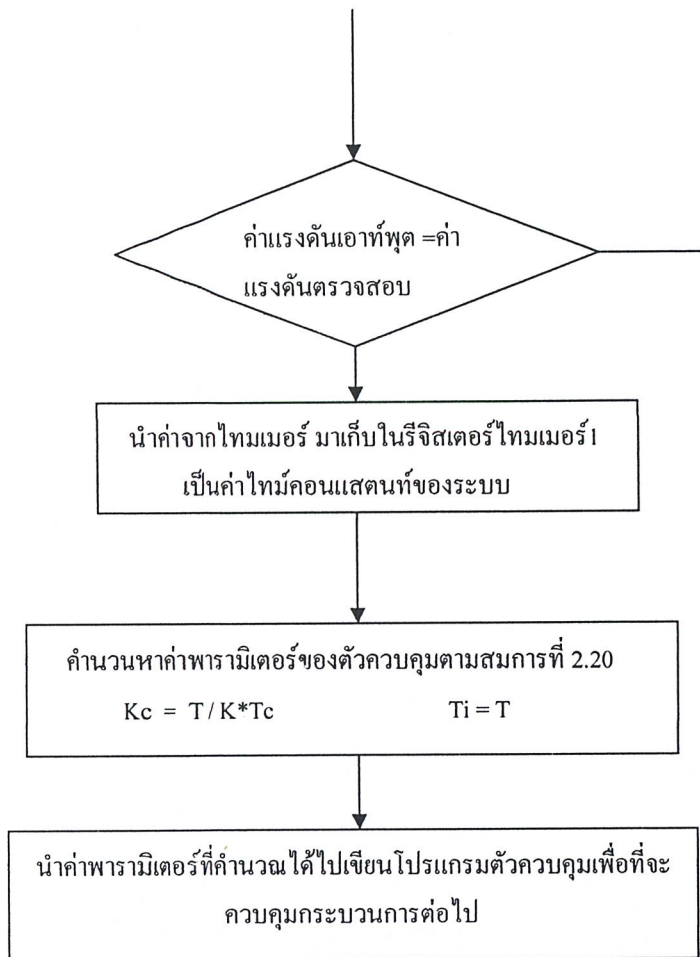 ค่าแรงดันเอาท์พุต =ค่า
แรงดันตรวจสอบ
นำค่าจากไทมเมอร์ มาเก็บในรีจิสเตอร์ไทมเมอร์1
เป็นค่าไทม์คอนแสตนท์ของระบบ
คำนวนหาค่าพารามิเตอร์ของตัวควบคุมตามสมการที่ 2.20
Kc = T / K*Tc Ti = T
นำค่าพารามิเตอร์ที่คำนวณได้ไปเขียนโปรแกรมตัวควบคุมเพื่อที่จะ
ควบคุมกระบวนการต่อไป